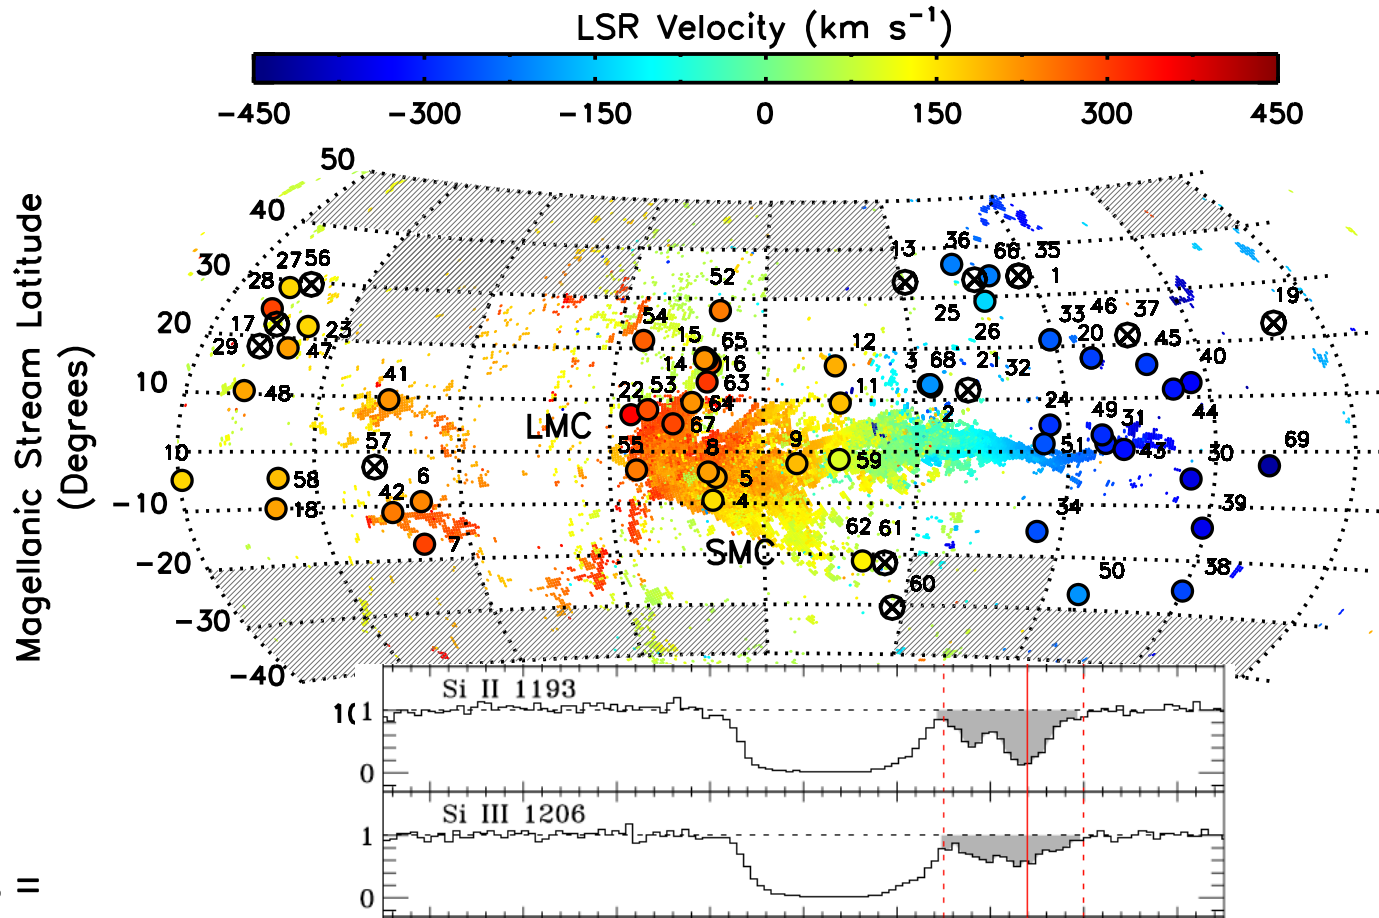 LSR Velocity (km s−1)
−450 −300 −150 0 150 300 450
Magellanic Stream Latitude
(Degrees)
50
40
30
20
10
−10
−20
−30
−40
13 36 66 35 1
27 56 28 17 23 29 47 48
52 54 15 65 14 16 63 64 22 53 67
25 26 33 46 37 19
12 11 3 68 21 32 2 20 45 40 44
41 57 42 6 7
10 58 18
LMC
55 8 5 4 9 59
24 51 49 31 43 30 69
34 39 38 50
SMC
62 61 60
Si II 1193
1(
1
0
Si III 1206
1
0
II